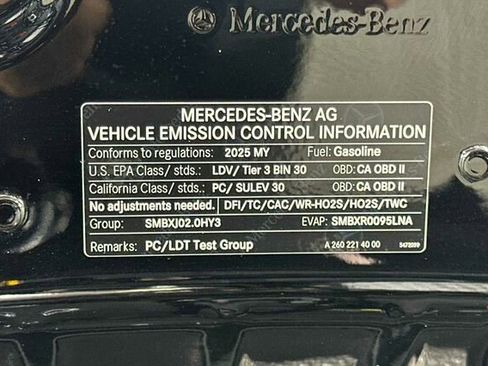 Mercedes-Benz
MERCEDES-BENZ AG
VEHICLE EMISSION CONTROL INFORMATION
Conforms to regulations: 2025 MY Fuel: Gasoline
U.S. EPA Class / stds.: LDV/ Tier 3 BIN 30 OBD: CA OBD II
California Class / stds.: PC/ SULEV 30 OBD: CA OBD II
No adjustments needed. DFI/TC/CAC/WR-HO2S/HO2S/TWC
Group: SMBXJ02.0HY3 EVAP: SMBXR0095LNA
Remarks: PC/LDT Test Group A 260 221 40 00